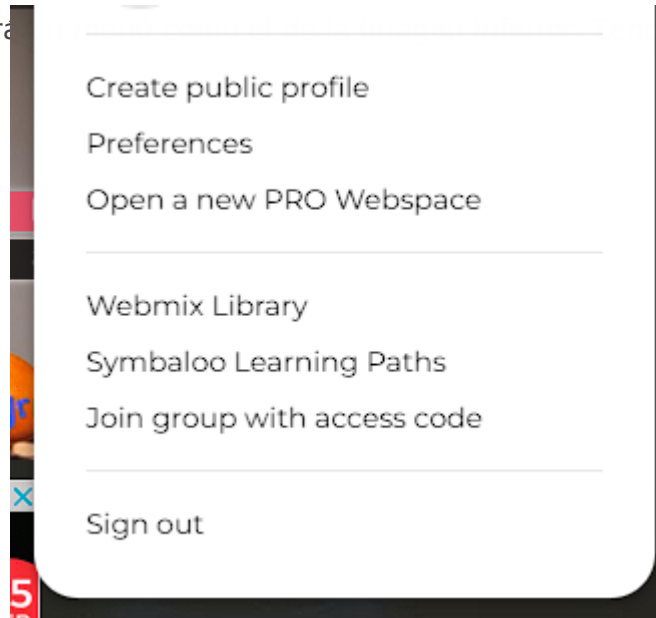 Create public profile
Preferences
Open a new PRO Webspace
Webmix Library
Symbaloo Learning Paths
Join group with access code
Sign out
5